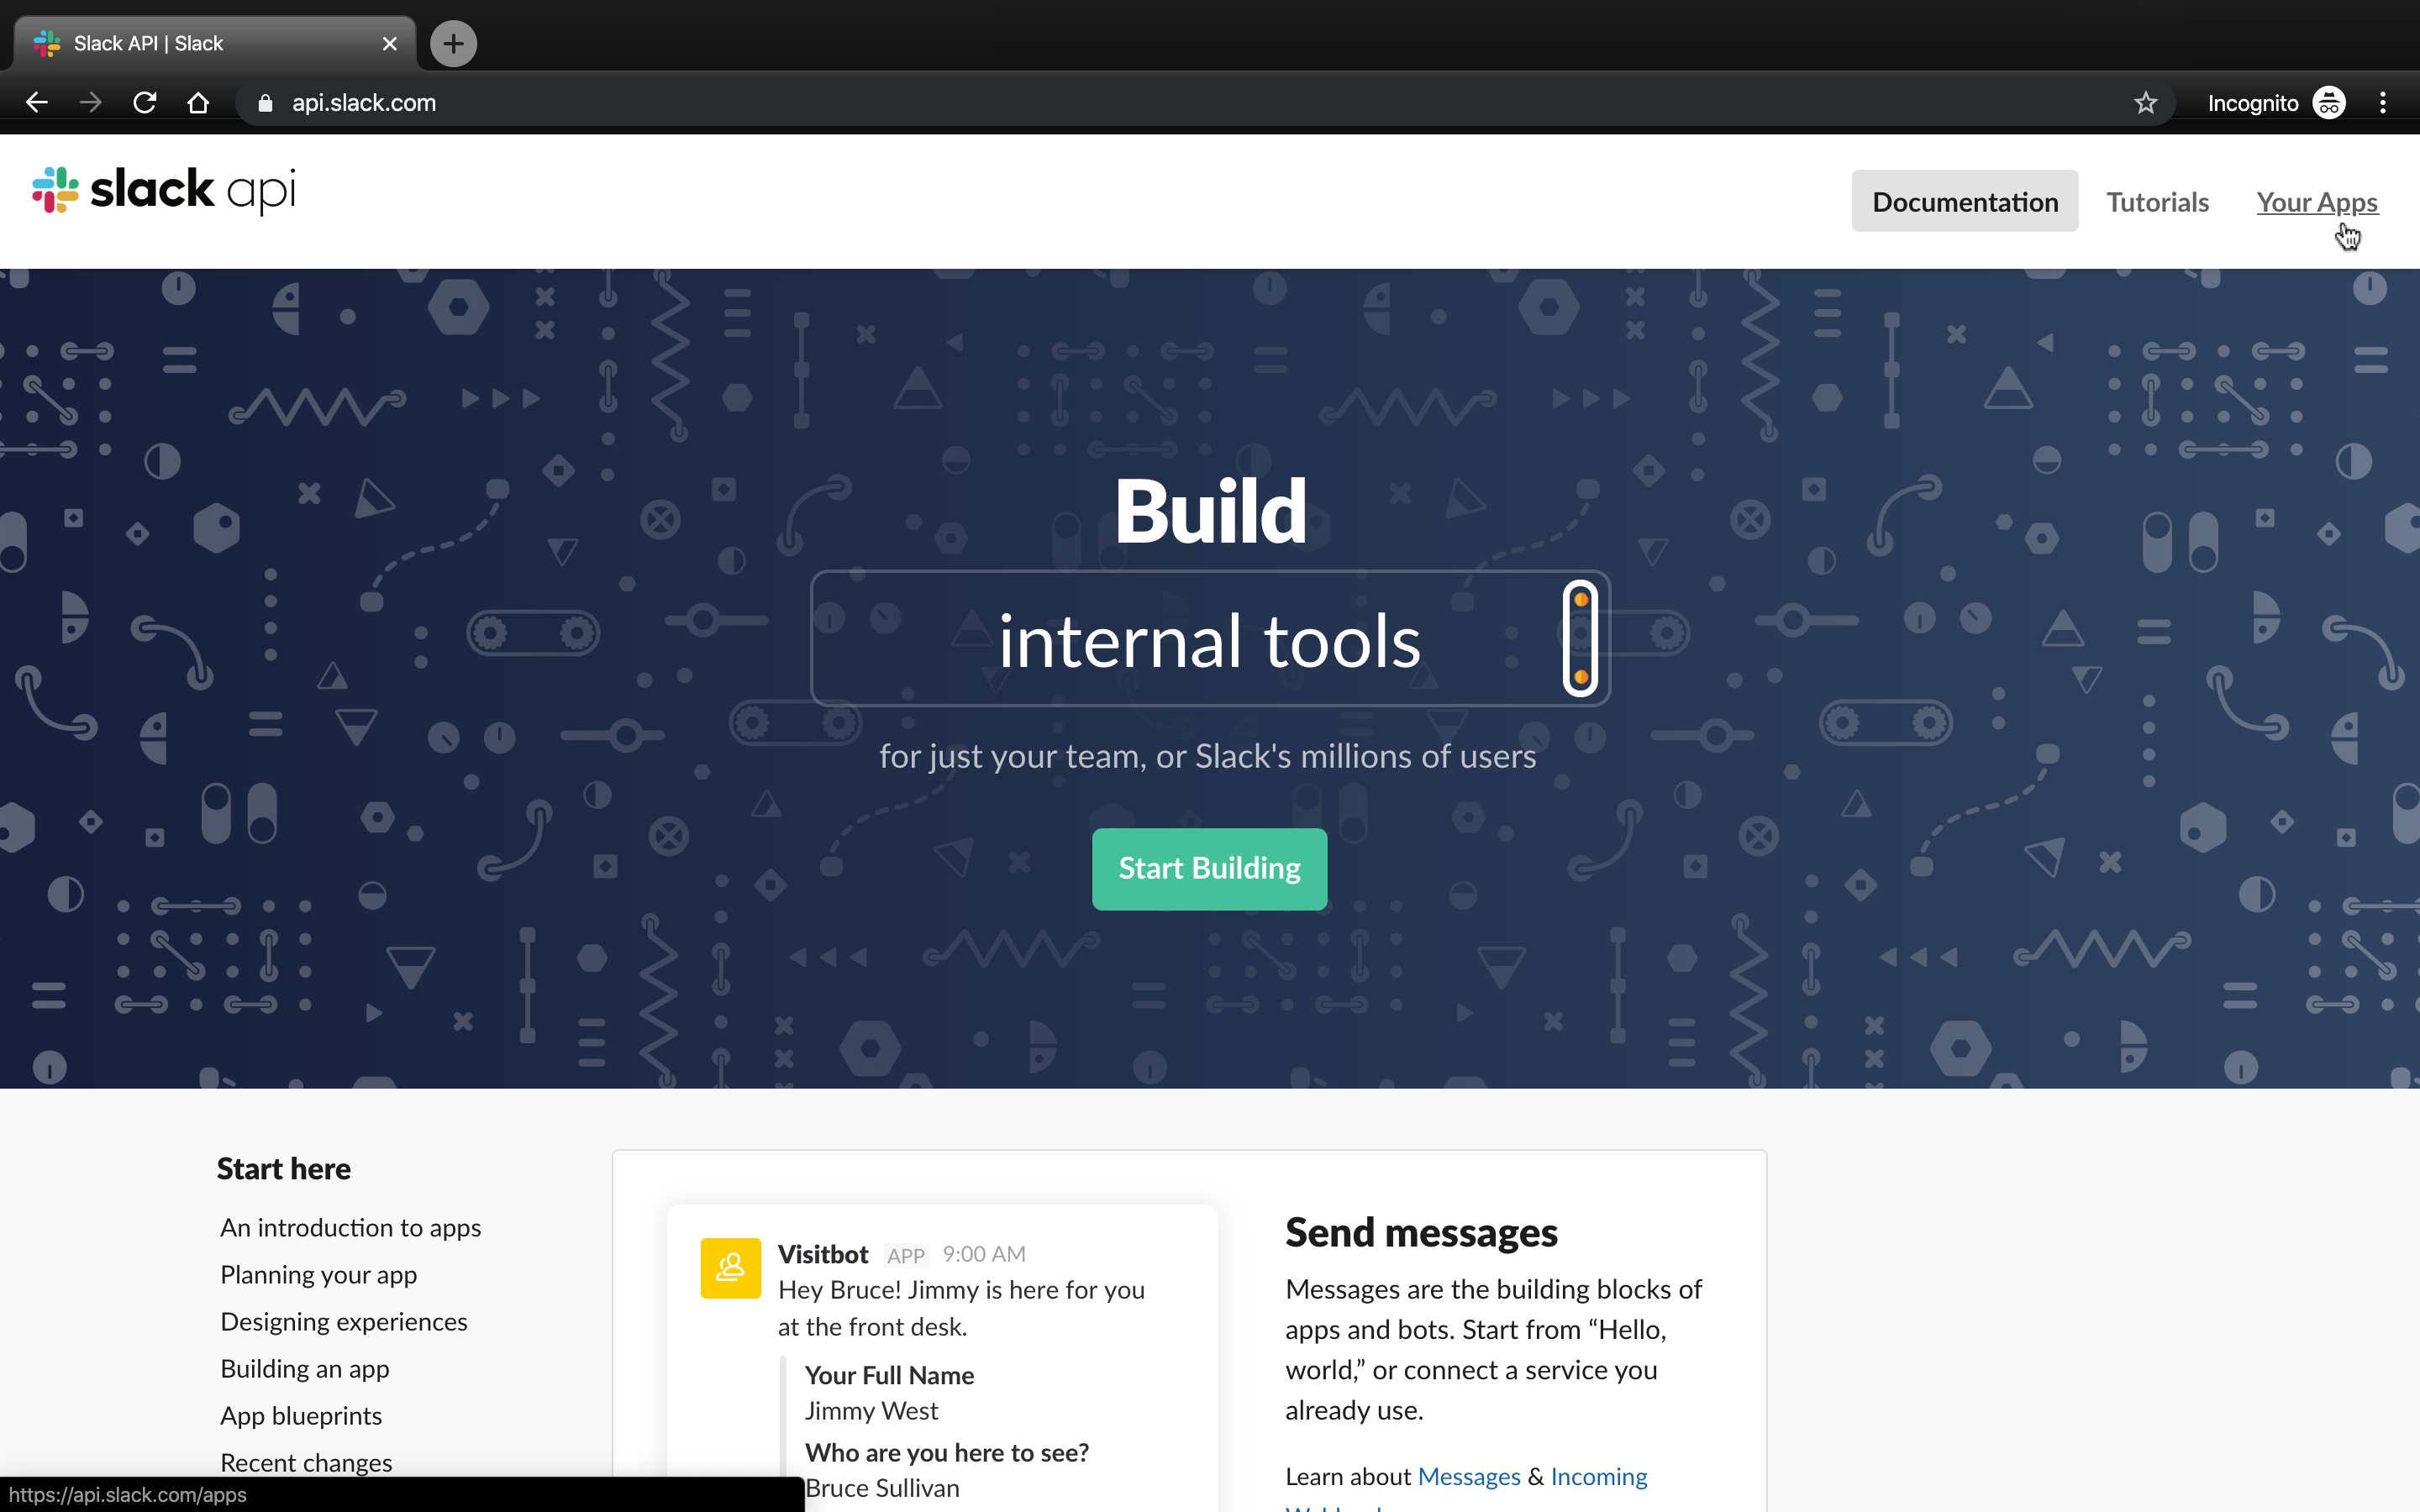 Slack API | Slack
api.slack.com
Incognito
slack api
Documentation
Tutorials
Your Apps
Build
internal tools
for just your team, or Slack's millions of users
Start Building
Start here
An introduction to apps
Planning your app
Designing experiences
Building an app
App blueprints
Recent changes
Visitbot APP 9:00 AM
Hey Bruce! Jimmy is here for you
at the front desk.
Your Full Name
Jimmy West
Who are you here to see?
Bruce Sullivan
Send messages
Messages are the building blocks of
apps and bots. Start from “Hello,
world,” or connect a service you
already use.
Learn about Messages & Incoming
https://api.slack.com/apps